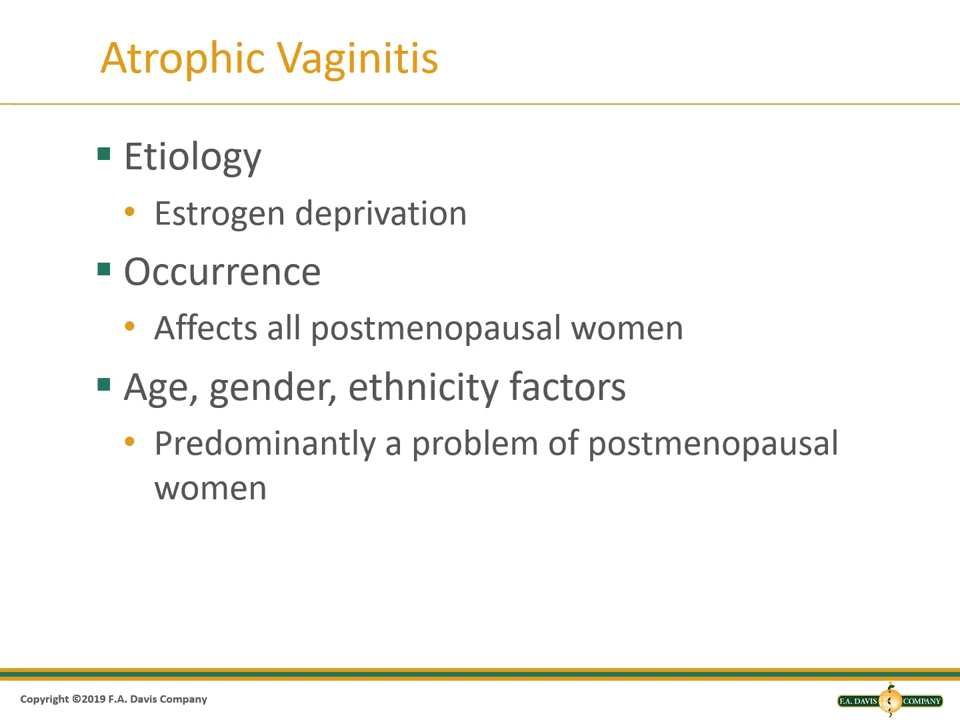 Atrophic Vaginitis
Etiology
Estrogen deprivation
Occurrence
Affects all postmenopausal women
Age, gender, ethnicity factors
Predominantly a problem of postmenopausal
women
Copyright ©2019 F.A. Davis Company
F.A. DAVIS COMPANY